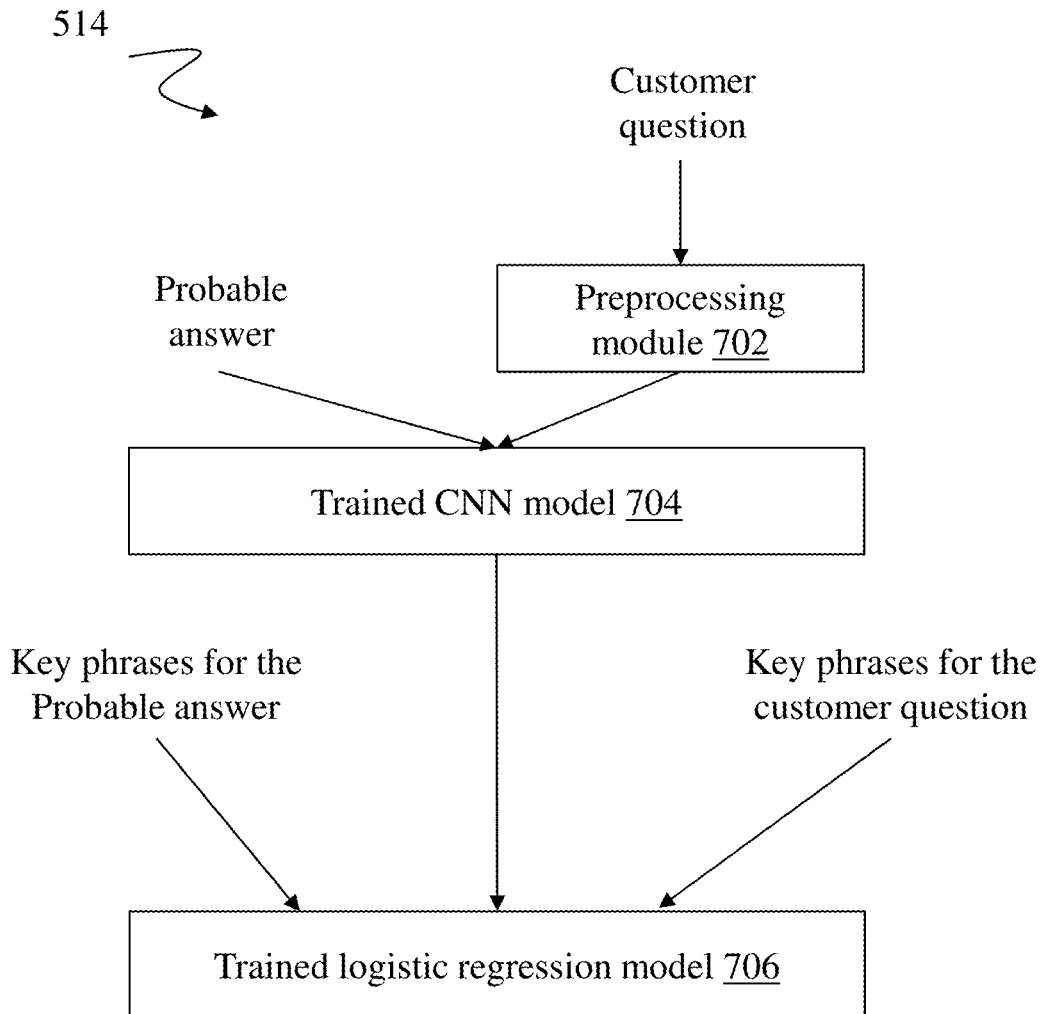 514
Customer
question
Probable
answer
Preprocessing
module 702
Trained CNN model 704
Key phrases for the
Probable answer
Key phrases for the
customer question
Trained logistic regression model 706